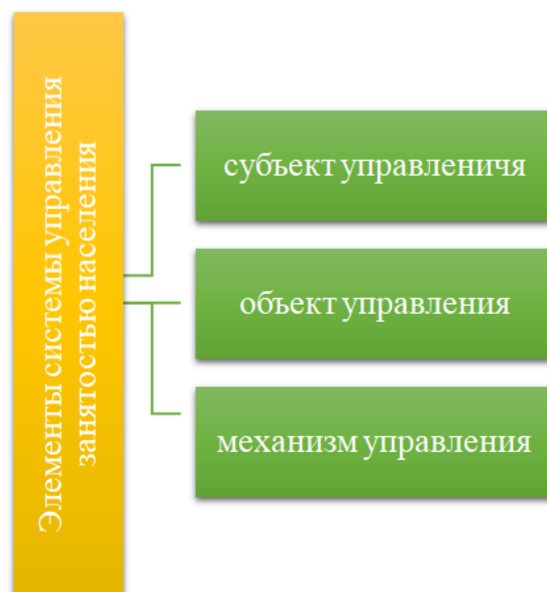 Элементы системы управления
занятостью населения
субъект управленичя
объект управления
механизм управления